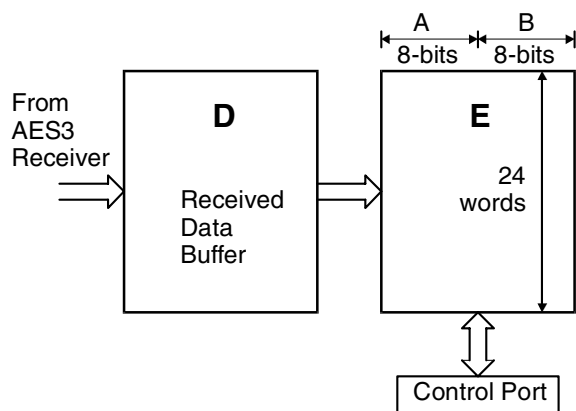 A
B
8-bits
8-bits
From
AES3
Receiver
D
Received
Data
Buffer
E
24
words
Control Port